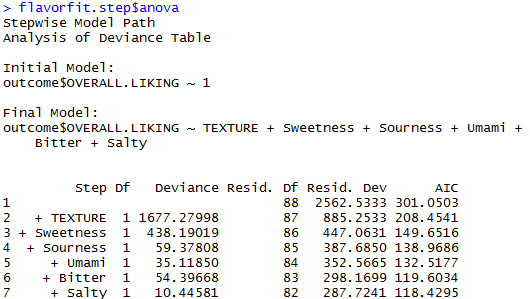 > flavorfit.step$anova
Stepwise Model Path
Analysis of Deviance Table

Initial Model:
outcome$OVERALL.LIKING ~ 1

Final Model:
outcome$OVERALL.LIKING ~ TEXTURE + Sweetness + Sourness + Umami +
    Bitter + Salty


         Step Df   Deviance Resid. Df Resid. Dev      AIC
1                                  88  2562.5333 301.0503
2   + TEXTURE  1 1677.27998        87   885.2533 208.4541
3 + Sweetness  1  438.19019        86   447.0631 149.6516
4  + Sourness  1   59.37808        85   387.6850 138.9686
5     + Umami  1   35.11850        84   352.5665 132.5177
6    + Bitter  1   54.39668        83   298.1699 119.6034
7     + Salty  1   10.44581        82   287.7241 118.4295